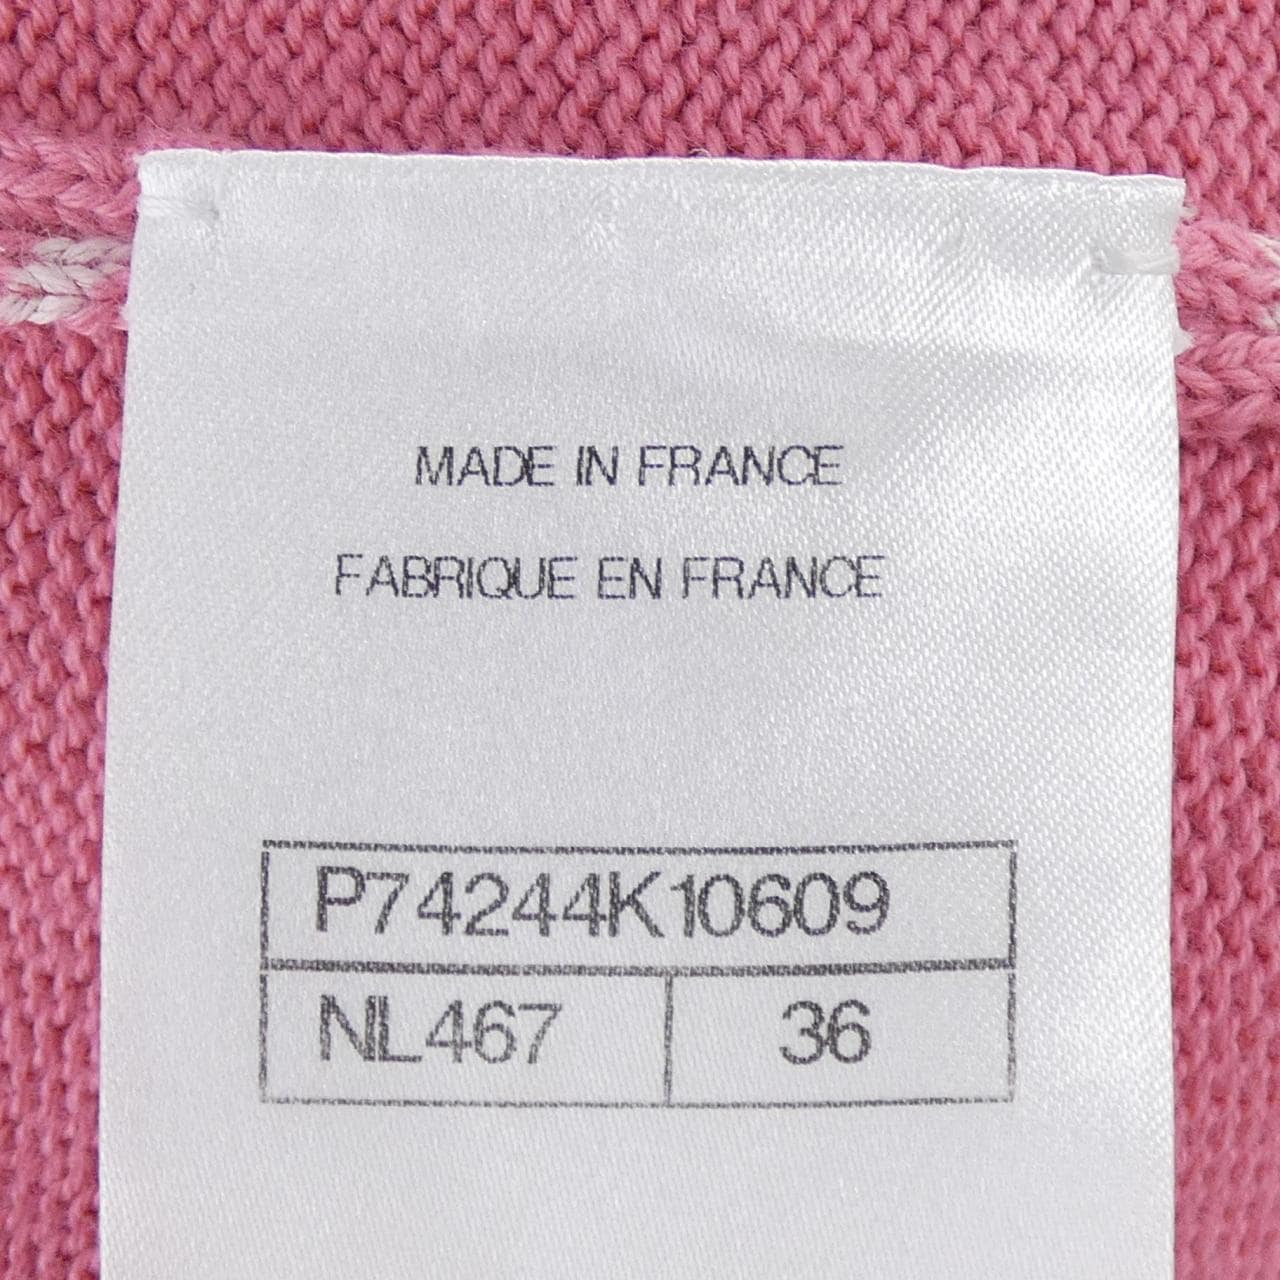 MADE IN FRANCE
FABRIQUE EN FRANCE
P74244K10609
NL467 36